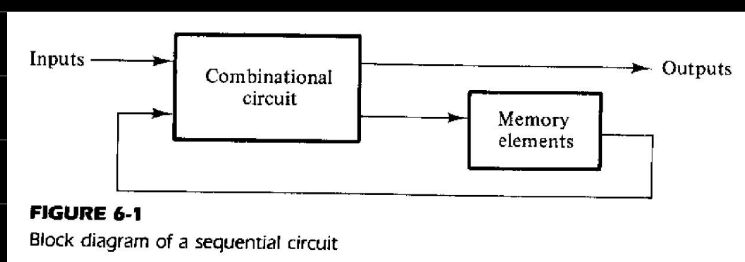 Inputs
Combinational
circuit
Outputs
Memory
elements
FIGURE 6-1
Block diagram of a sequential circuit